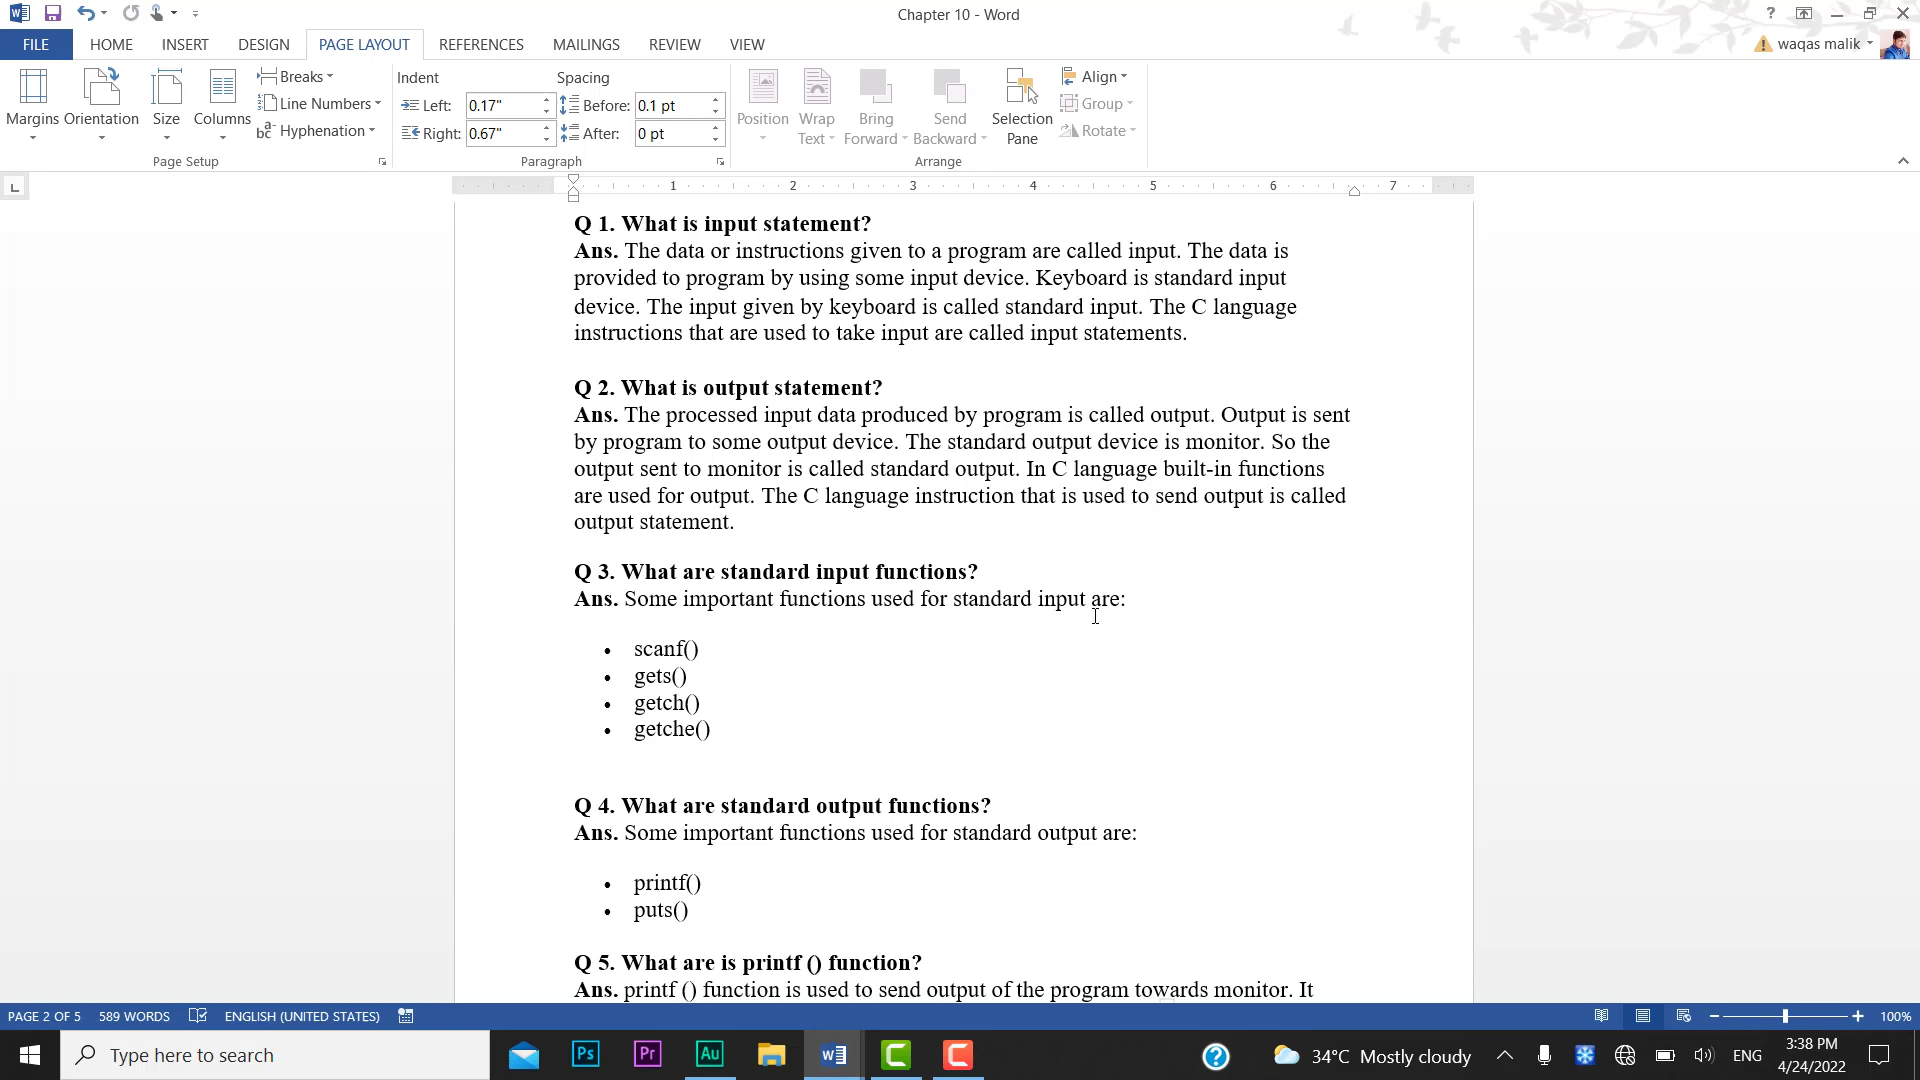 Chapter 10 - Word
?
FILE HOME INSERT DESIGN PAGE LAYOUT REFERENCES MAILINGS REVIEW VIEW
waqas malik
Margins Orientation Size Columns
Breaks
Line Numbers
Hyphenation
Page Setup
Indent Spacing
Left: 0.17" Before: 0.1 pt
Right: 0.67" After: 0 pt
Paragraph
Position Wrap Text Bring Forward Send Backward Selection Pane
Align
Group
Rotate
Arrange
1 2 3 4 5 6 7
Q 1. What is input statement?
Ans. The data or instructions given to a program are called input. The data is
provided to program by using some input device. Keyboard is standard input
device. The input given by keyboard is called standard input. The C language
instructions that are used to take input are called input statements.
Q 2. What is output statement?
Ans. The processed input data produced by program is called output. Output is sent
by program to some output device. The standard output device is monitor. So the
output sent to monitor is called standard output. In C language built-in functions
are used for output. The C language instruction that is used to send output is called
output statement.
Q 3. What are standard input functions?
Ans. Some important functions used for standard input are:
• scanf()
• gets()
• getch()
• getche()
Q 4. What are standard output functions?
Ans. Some important functions used for standard output are:
• printf()
• puts()
Q 5. What are is printf () function?
Ans. printf () function is used to send output of the program towards monitor. It
PAGE 2 OF 5 589 WORDS ENGLISH (UNITED STATES) 100%
Type here to search
Ps Pr Au
34°C Mostly cloudy
ENG
3:38 PM
4/24/2022